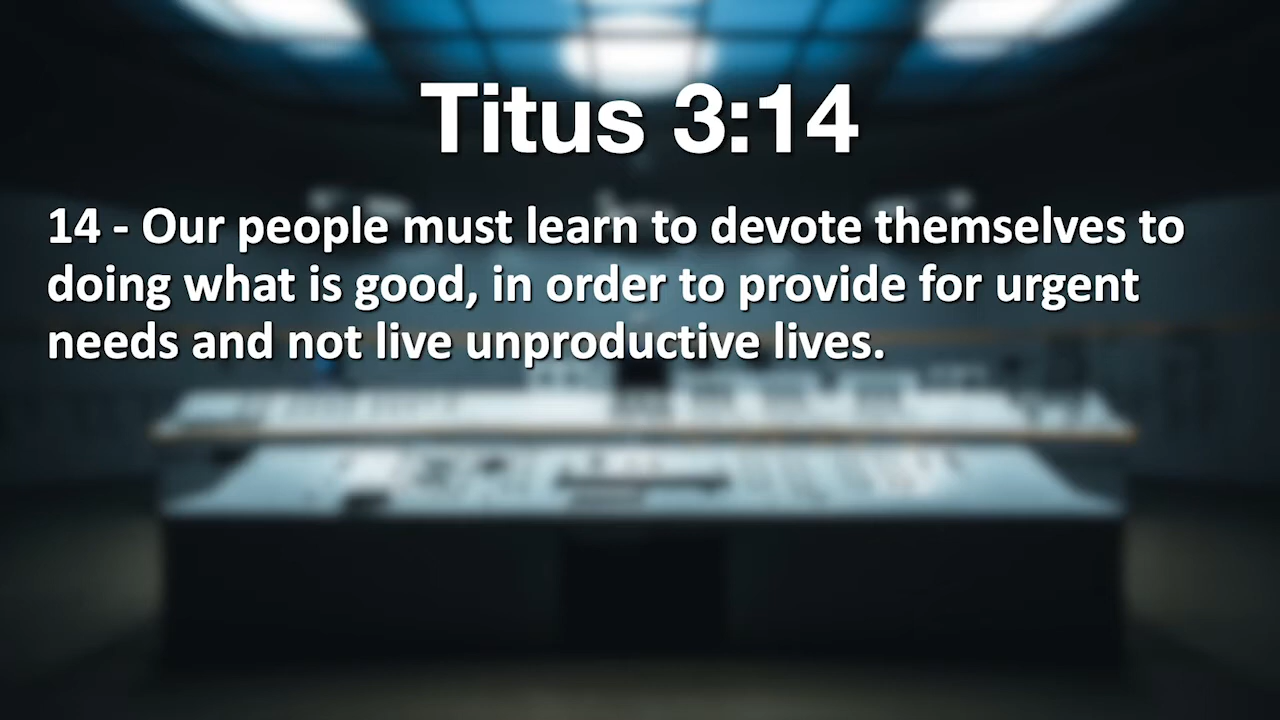 Titus 3:14
14 - Our people must learn to devote themselves to
doing what is good, in order to provide for urgent
needs and not live unproductive lives.